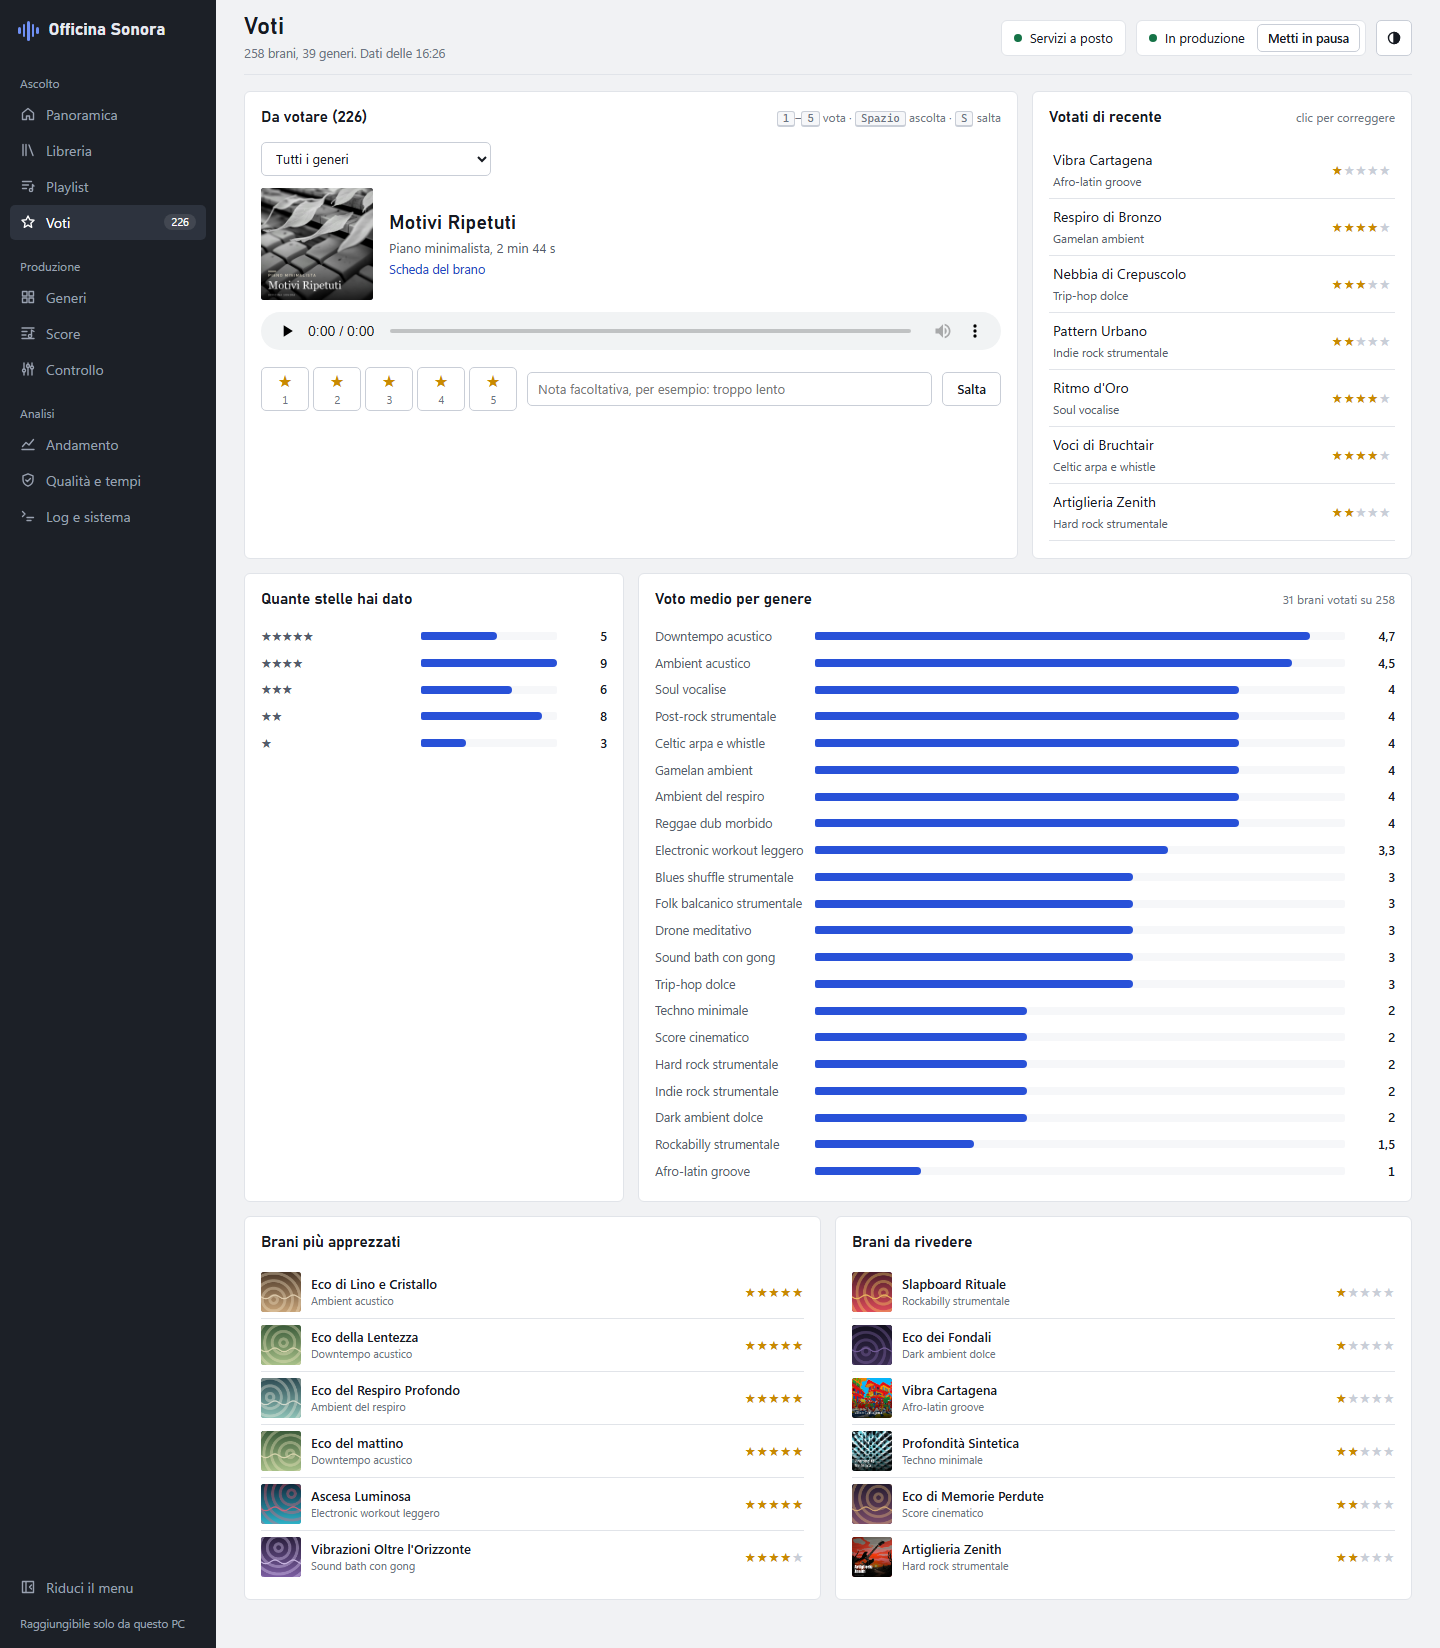 Officina Sonora
Ascolto
Panoramica
Libreria
Playlist
Voti 226
Produzione
Generi
Score
Controllo
Analisi
Andamento
Qualità e tempi
Log e sistema
Riduci il menu
Raggiungibile solo da questo PC
Voti
258 brani, 39 generi. Dati delle 16:26
Servizi a posto
In produzione Metti in pausa
Da votare (226)
1–5 vota · Spazio ascolta · S salta
Tutti i generi
Motivi Ripetuti
Motivi Ripetuti
Piano minimalista, 2 min 44 s
Scheda del brano
0:00 / 0:00
★ ★ ★ ★ ★
1 2 3 4 5
Nota facoltativa, per esempio: troppo lento
Salta
Votati di recente
clic per correggere
Vibra Cartagena
Afro-latin groove
★★★★★
Respiro di Bronzo
Gamelan ambient
★★★★★
Nebbia di Crepuscolo
Trip-hop dolce
★★★★★
Pattern Urbano
Indie rock strumentale
★★★★★
Ritmo d'Oro
Soul vocalise
★★★★★
Voci di Bruchtair
Celtic arpa e whistle
★★★★★
Artiglieria Zenith
Hard rock strumentale
★★★★★
Quante stelle hai dato
★★★★★ 5
★★★★ 9
★★★ 6
★★ 8
★ 3
Voto medio per genere
31 brani votati su 258
Downtempo acustico 4,7
Ambient acustico 4,5
Soul vocalise 4
Post-rock strumentale 4
Celtic arpa e whistle 4
Gamelan ambient 4
Ambient del respiro 4
Reggae dub morbido 4
Electronic workout leggero 3,3
Blues shuffle strumentale 3
Folk balcanico strumentale 3
Drone meditativo 3
Sound bath con gong 3
Trip-hop dolce 3
Techno minimale 2
Score cinematico 2
Hard rock strumentale 2
Indie rock strumentale 2
Dark ambient dolce 2
Rockabilly strumentale 1,5
Afro-latin groove 1
Brani più apprezzati
Eco di Lino e Cristallo
Ambient acustico
★★★★★
Eco della Lentezza
Downtempo acustico
★★★★★
Eco del Respiro Profondo
Ambient del respiro
★★★★★
Eco del mattino
Downtempo acustico
★★★★★
Ascesa Luminosa
Electronic workout leggero
★★★★★
Vibrazioni Oltre l'Orizzonte
Sound bath con gong
★★★★★
Brani da rivedere
Slapboard Rituale
Rockabilly strumentale
★★★★★
Eco dei Fondali
Dark ambient dolce
★★★★★
Vibra Cartagena
Afro-latin groove
★★★★★
Profondità Sintetica
Techno minimale
★★★★★
Eco di Memorie Perdute
Score cinematico
★★★★★
Artiglieria Zenith
Hard rock strumentale
★★★★★